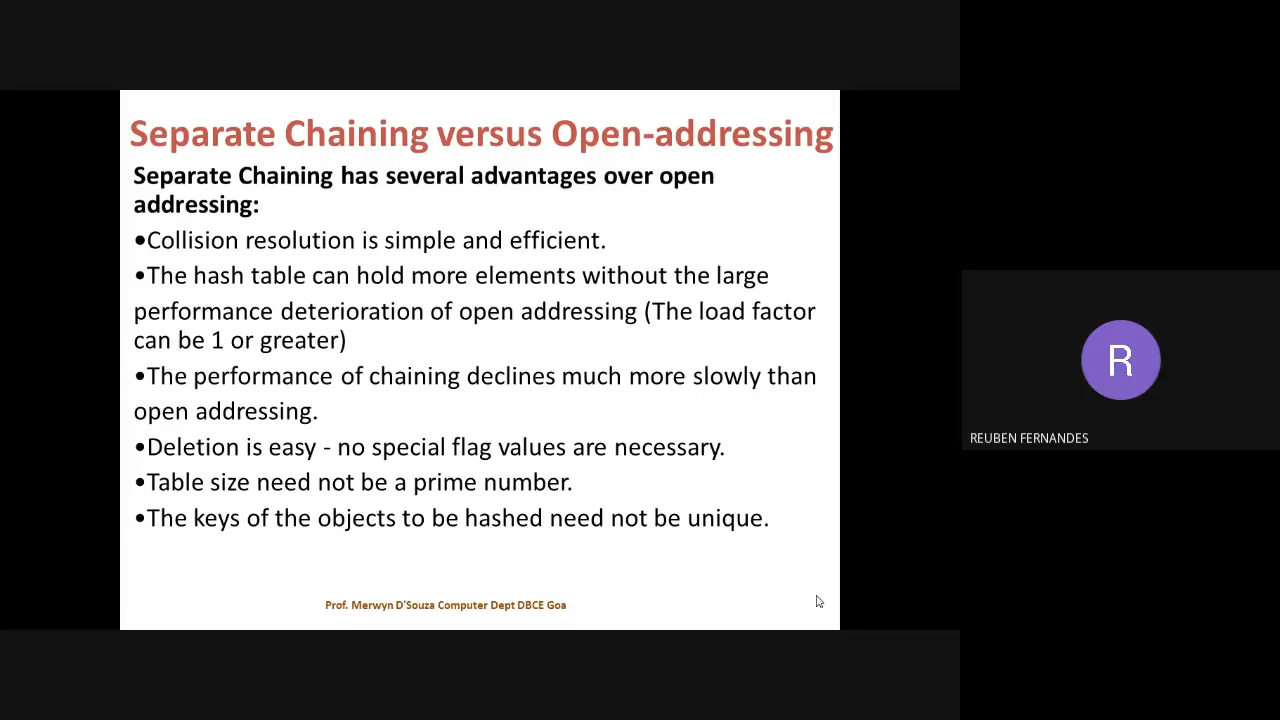 Separate Chaining versus Open-addressing
Separate Chaining has several advantages over open
addressing:
•Collision resolution is simple and efficient.
•The hash table can hold more elements without the large
performance deterioration of open addressing (The load factor
can be 1 or greater)
•The performance of chaining declines much more slowly than
open addressing.
•Deletion is easy - no special flag values are necessary.
•Table size need not be a prime number.
•The keys of the objects to be hashed need not be unique.
Prof. Merwyn D'Souza Computer Dept DBCE Goa
R
REUBEN FERNANDES